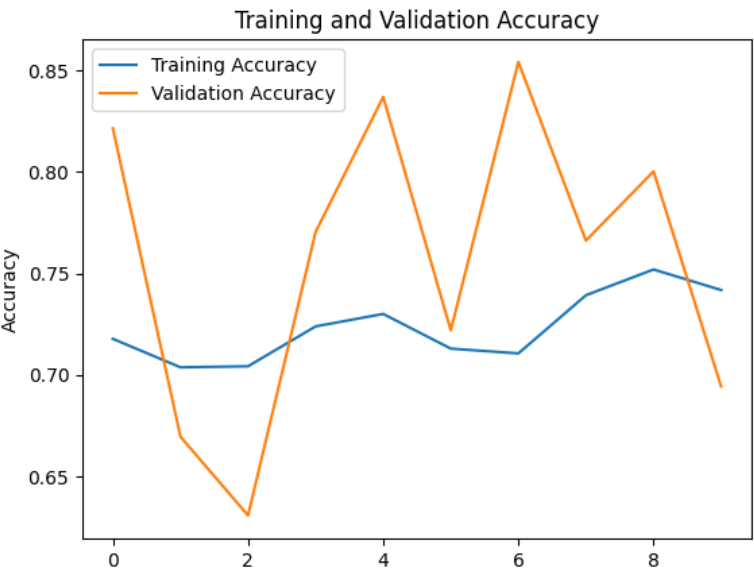 Training and Validation Accuracy
Training Accuracy
Validation Accuracy
Accuracy
0.85
0.80
0.75
0.70
0.65
0 2 4 6 8